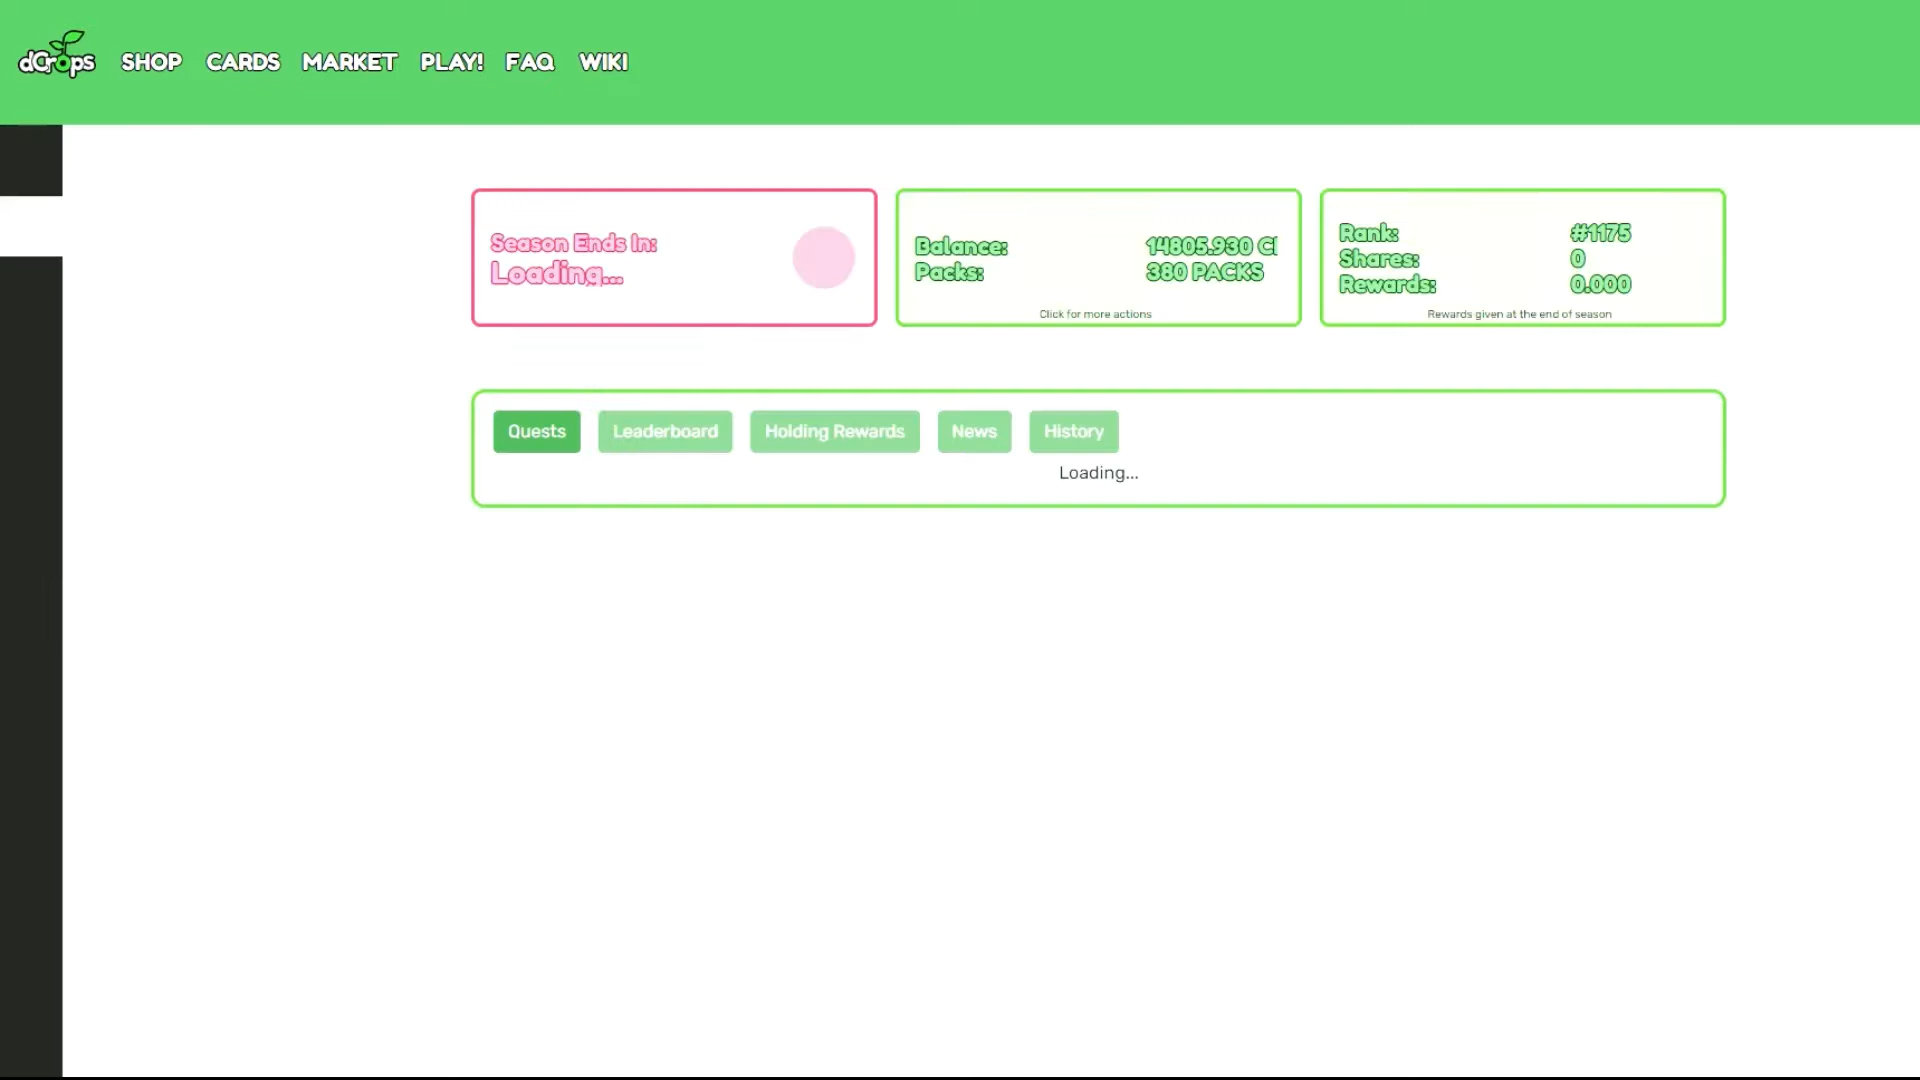 dCrops SHOP CARDS MARKET PLAY! FAQ WIKI
Season Ends In:
Loading...
Balance: 14805.930 C
Packs: 380 PACKS
Click for more actions
Rank: #1175
Shares: 0
Rewards: 0.000
Rewards given at the end of season
Quests Leaderboard Holding Rewards News History
Loading...